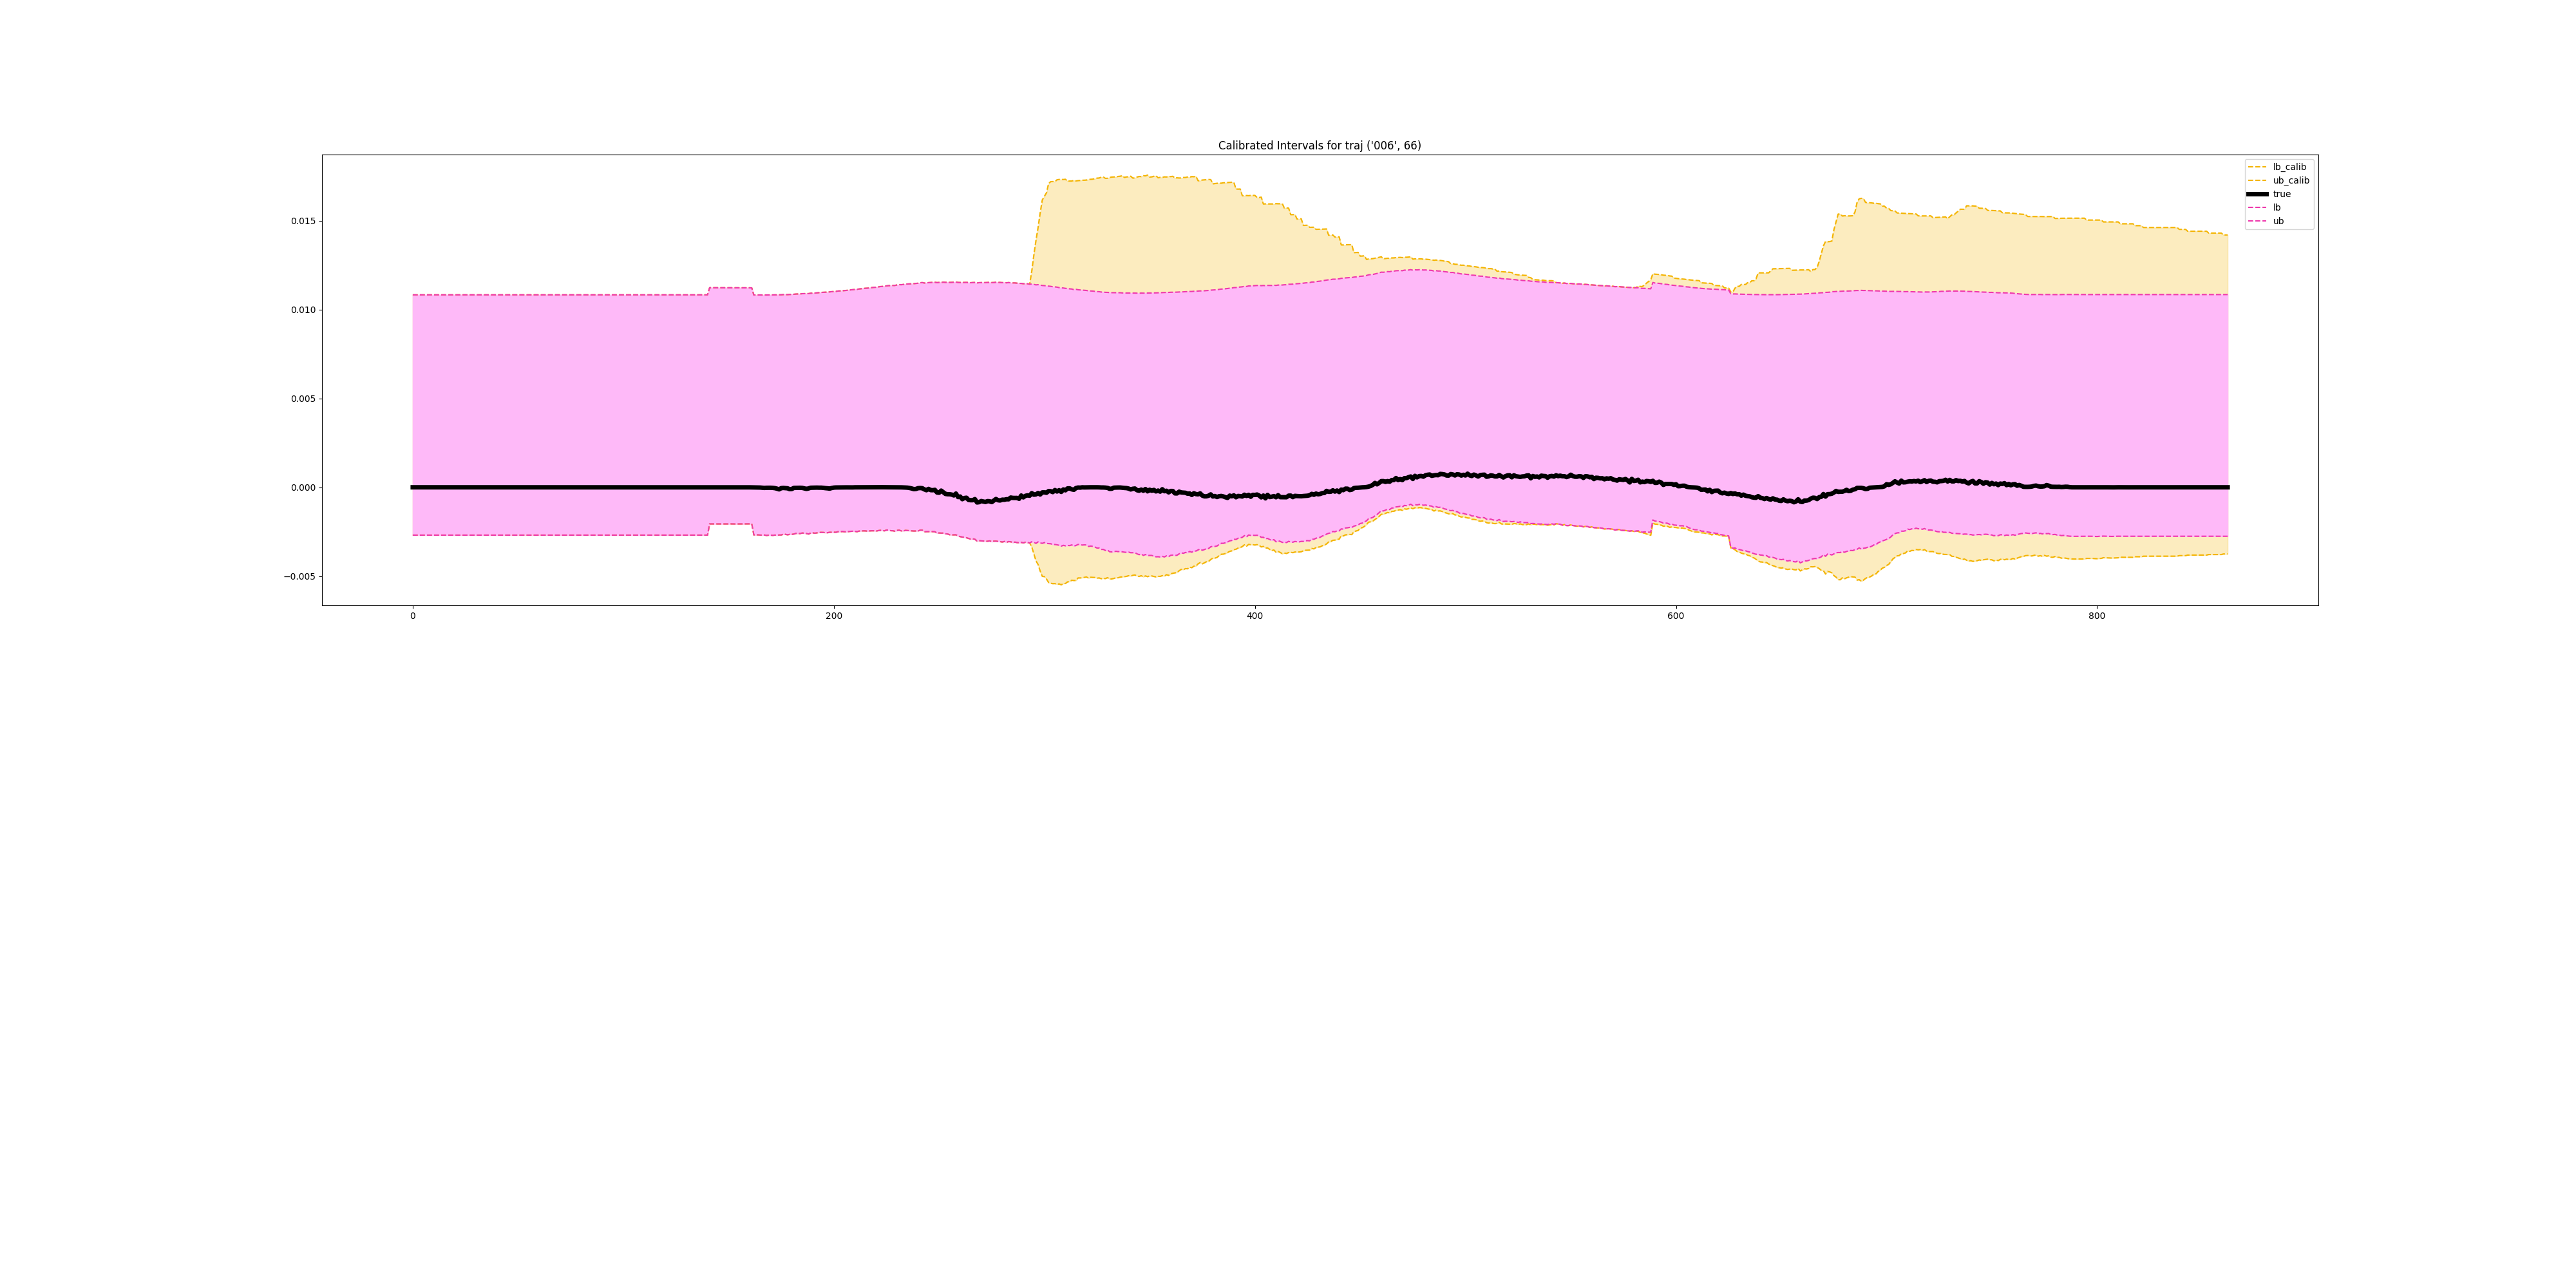 Calibrated Intervals for traj ('006', 66)
lb_calib
ub_calib
true
lb
ub
0.015
0.010
0.005
0.000
−0.005
0 200 400 600 800